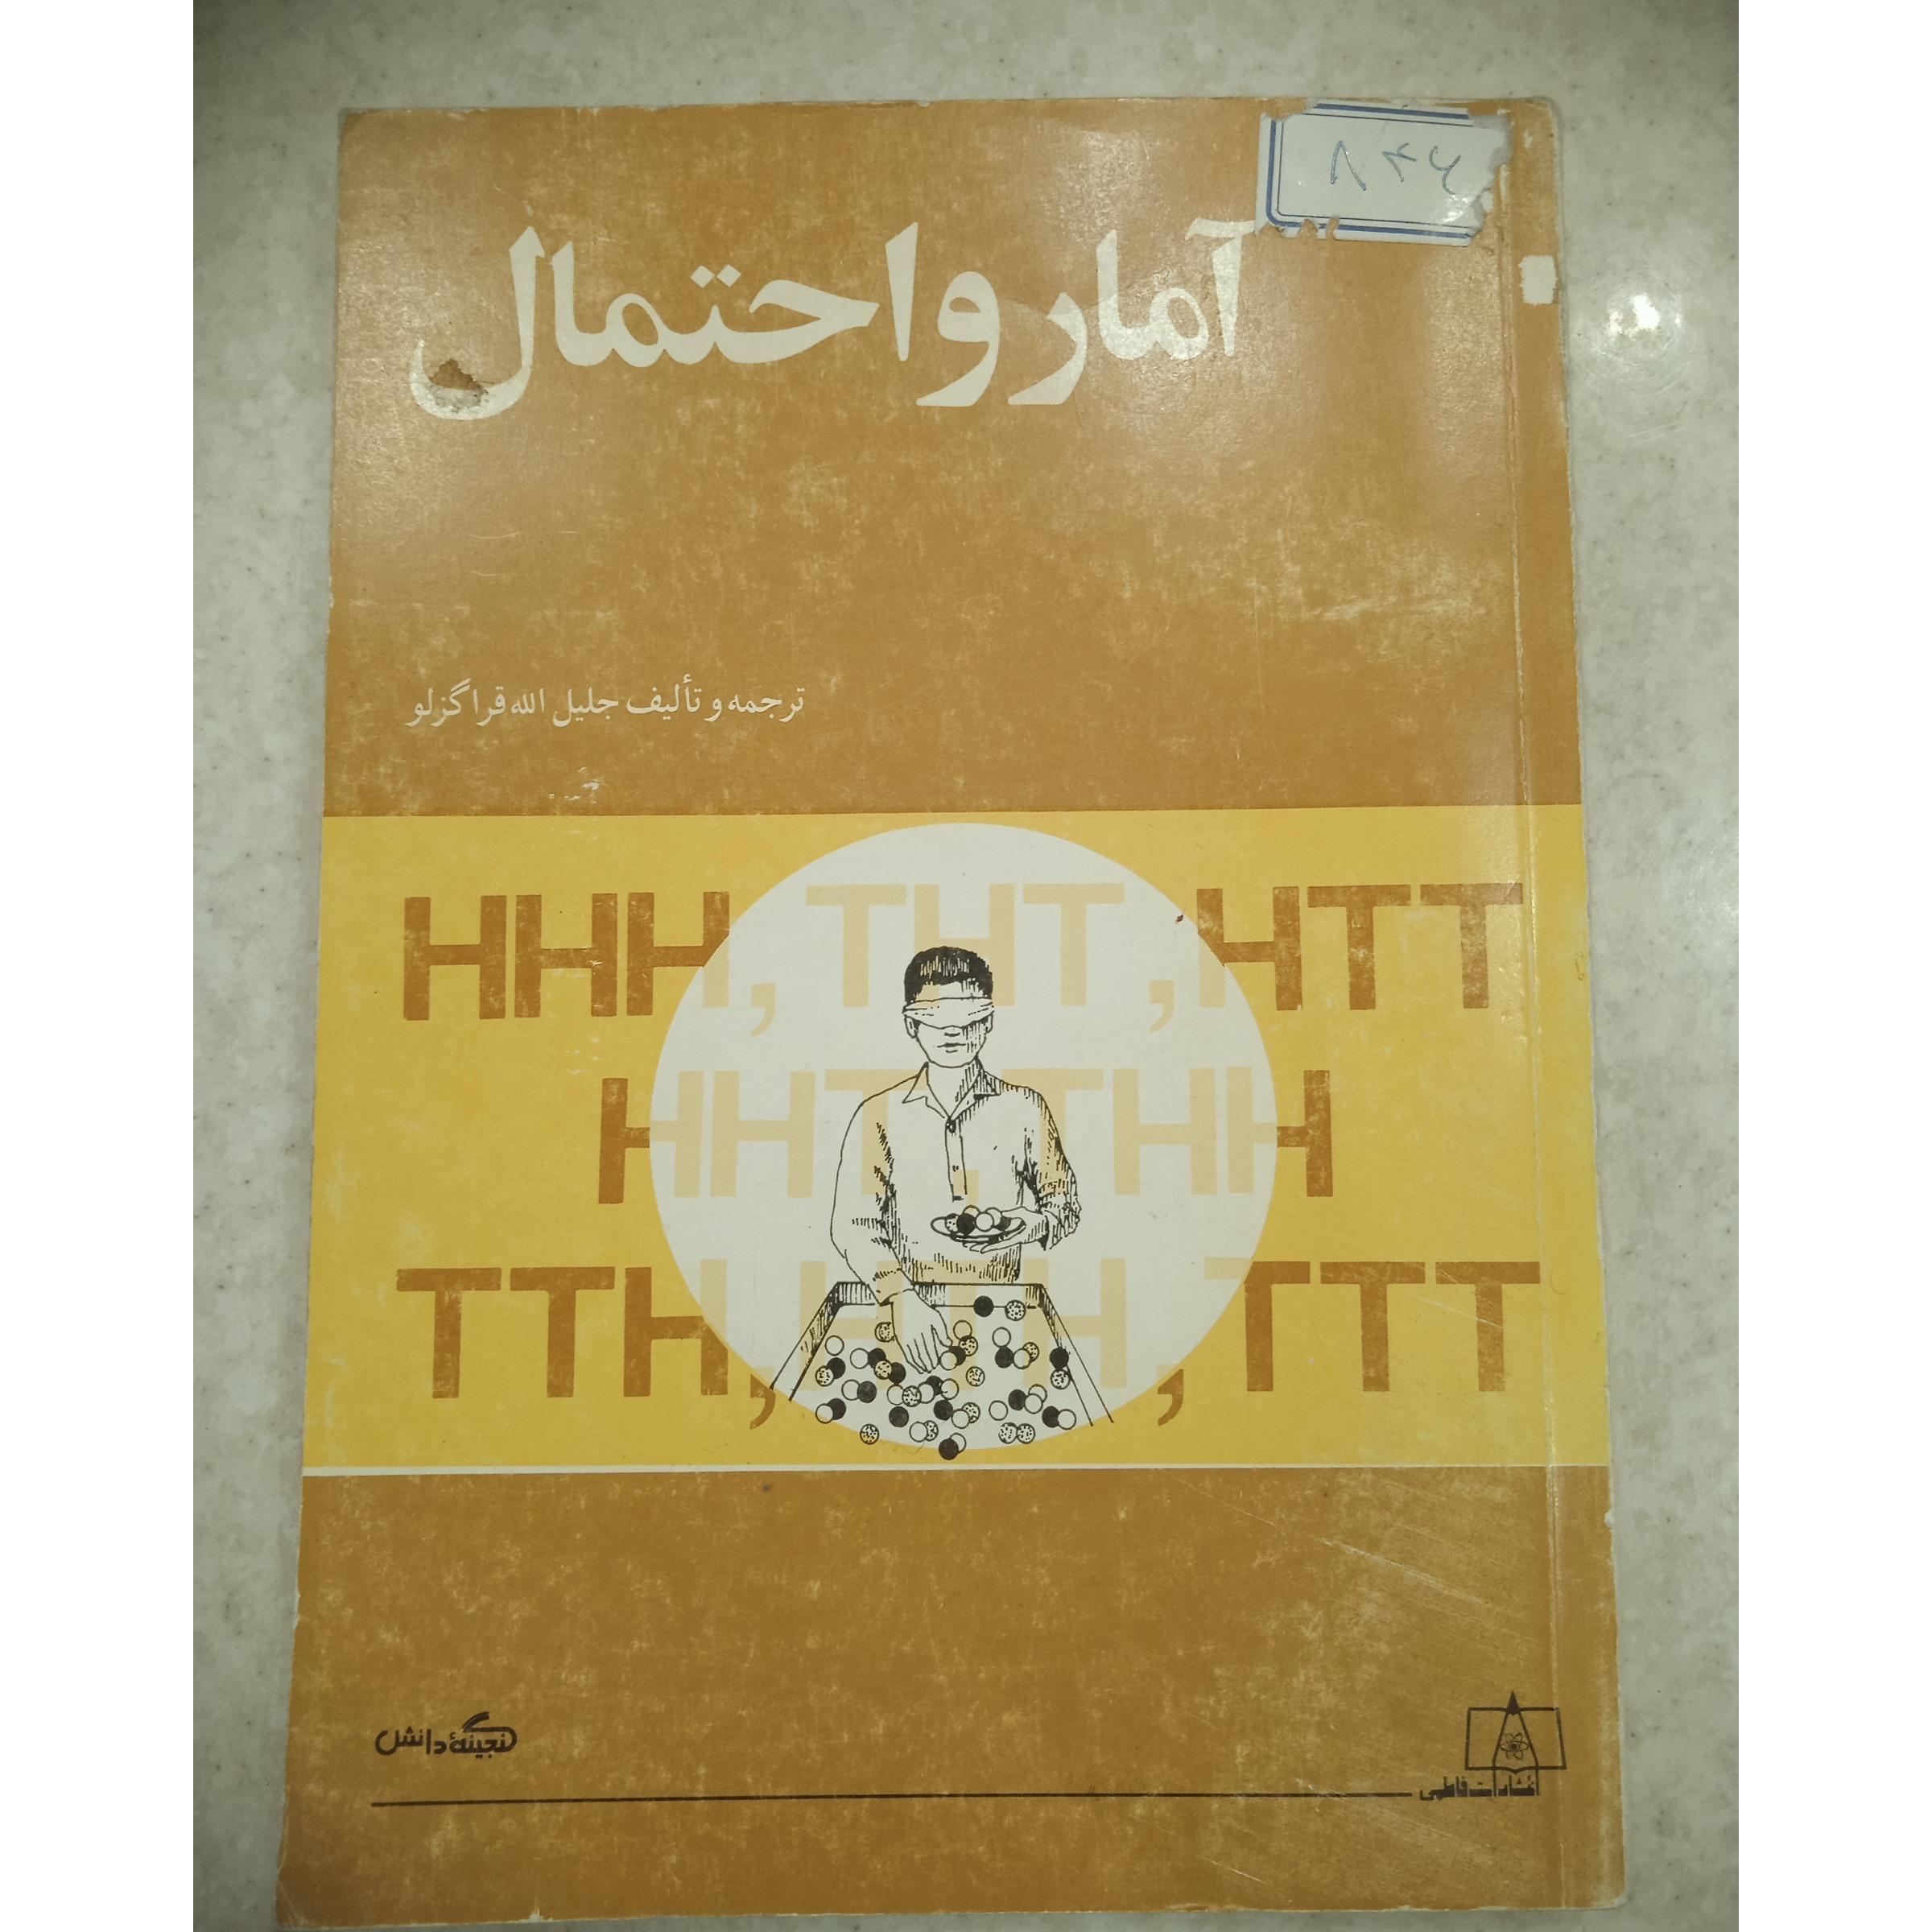 آمار و احتمال
ترجمه و تألیف جلیل الله قراگزلو
HHH, THT, HTT
HHT, THH
TTH, HTH, TTT
گنجینهٔ دانش
انتشارات فاطمی